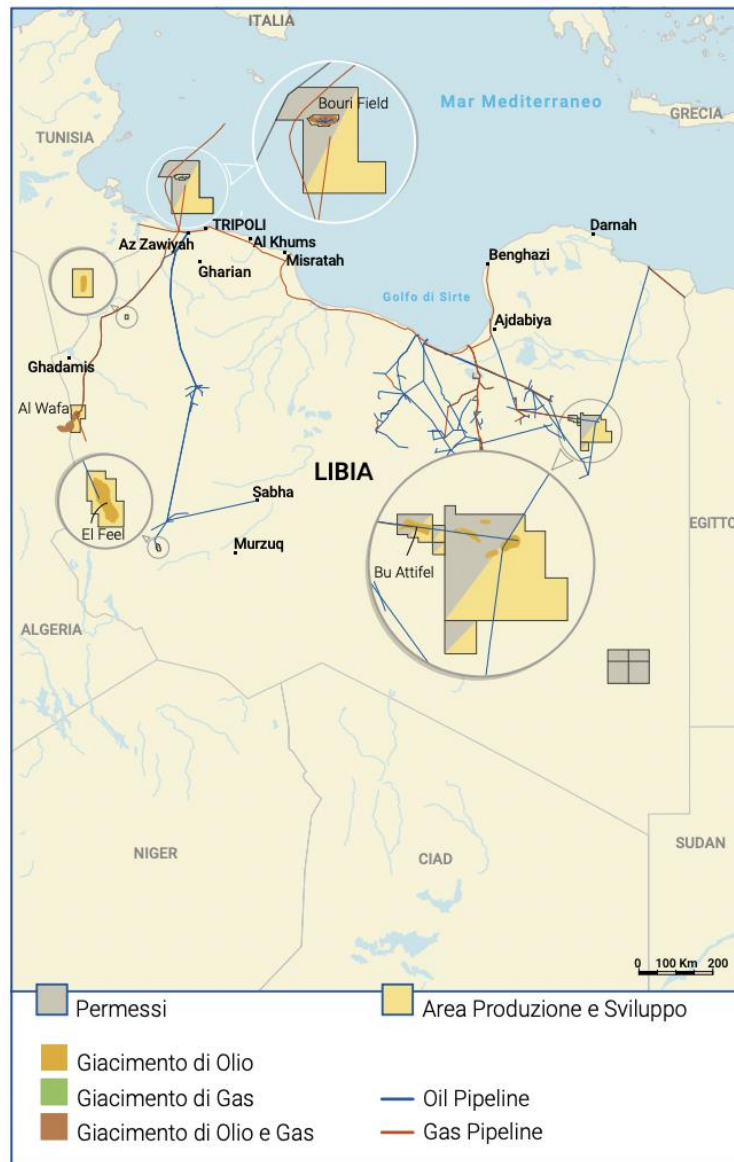 ITALIA
Bouri Field
Mar Mediterraneo
GRECIA
TUNISIA
TRIPOLI
Darnah
Az Zawiyah
Al Khums
Misratah
Benghazi
Gharian
Golfo di Sirte
Ajdabiya
Ghadamis
Al Wafa
LIBIA
Sabha
EGITTO
El Feel
Murzuq
Bu Attifel
ALGERIA
NIGER
CIAD
SUDAN
0 100 Km 200
Permessi
Area Produzione e Sviluppo
Giacimento di Olio
Giacimento di Gas
Oil Pipeline
Giacimento di Olio e Gas
Gas Pipeline